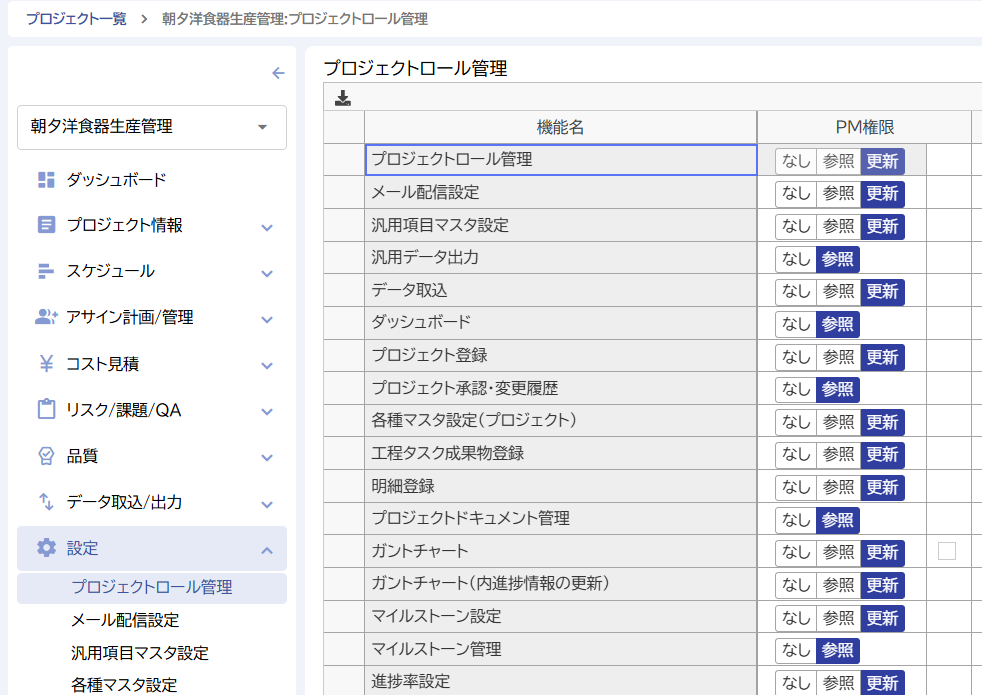 プロジェクト一覧 > 朝夕洋食器生産管理:プロジェクトロール管理
朝夕洋食器生産管理
ダッシュボード
プロジェクト情報
スケジュール
アサイン計画/管理
コスト見積
リスク/課題/QA
品質
データ取込/出力
設定
プロジェクトロール管理
メール配信設定
汎用項目マスタ設定
各種マスタ設定
プロジェクトロール管理
機能名 PM権限
プロジェクトロール管理 なし 参照 更新
メール配信設定 なし 参照 更新
汎用項目マスタ設定 なし 参照 更新
汎用データ出力 なし 参照
データ取込 なし 参照 更新
ダッシュボード なし 参照
プロジェクト登録 なし 参照 更新
プロジェクト承認・変更履歴 なし 参照
各種マスタ設定(プロジェクト) なし 参照 更新
工程タスク成果物登録 なし 参照 更新
明細登録 なし 参照 更新
プロジェクトドキュメント管理 なし 参照
ガントチャート なし 参照 更新
ガントチャート(内進捗情報の更新) なし 参照 更新
マイルストーン設定 なし 参照 更新
マイルストーン管理 なし 参照
進捗率設定 なし 参照 更新